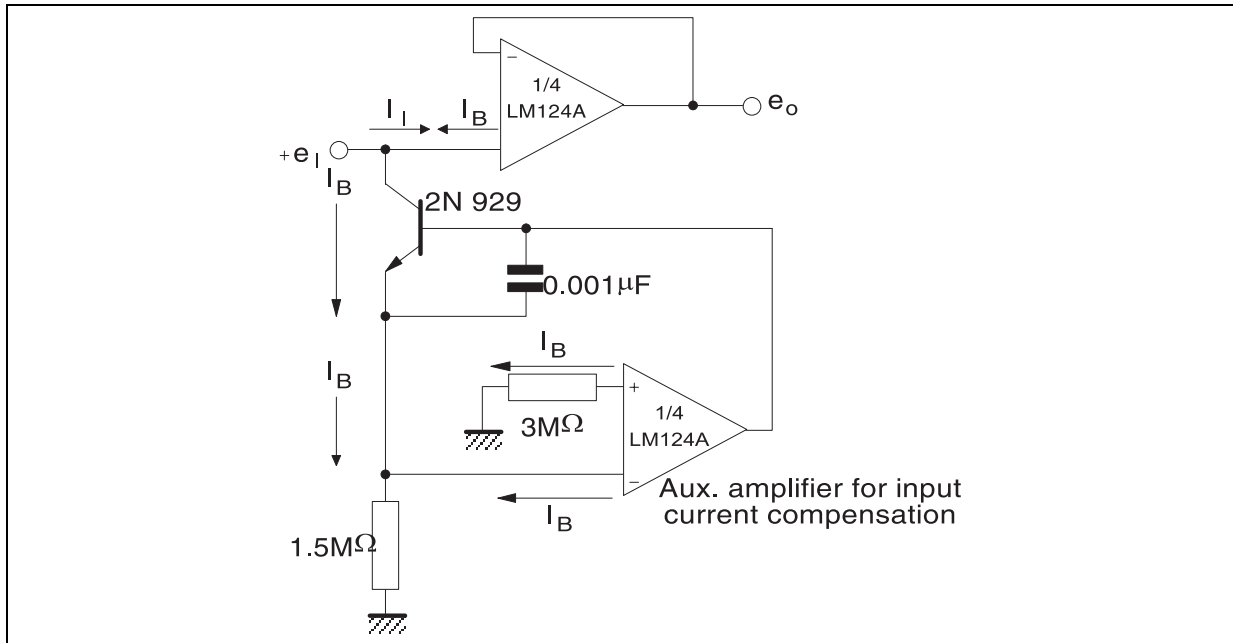 −
1/4
LM124A
e o
I I
I B
+e I
I B
2N 929
0.001µF
I B
I B
+
1/4
LM124A
3MΩ
−
I B
Aux. amplifier for input
current compensation
1.5MΩ